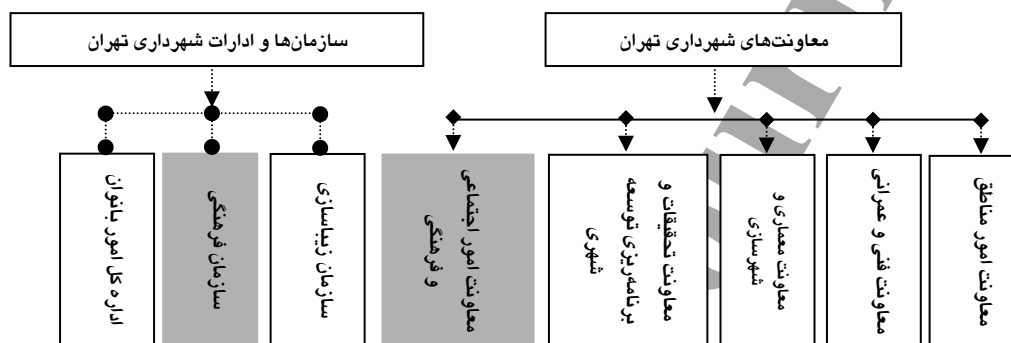 معاونت‌های شهرداری تهران
سازمان‌ها و ادارات شهرداری تهران
معاونت امور مناطق
معاونت فنی و عمرانی
معاونت معماری و
شهرسازی
معاونت تحقیقات و
برنامه‌ریزی توسعه
شهری
معاونت امور اجتماعی
و فرهنگی
سازمان زیباسازی
سازمان فرهنگی
اداره کل امور بانوان